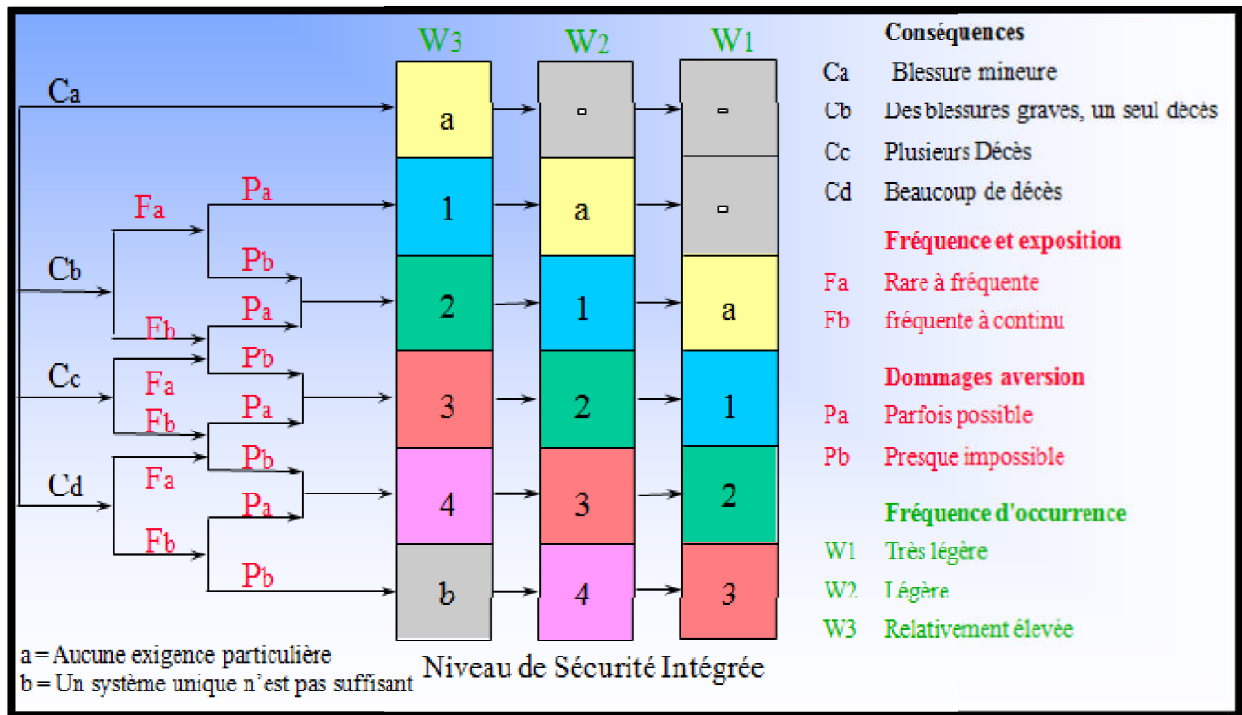 W3 W2 W1
Ca
a - -
Fa Pa
1 a -
Cb Pb
Fb Pa
2 1 a
Cc Fa Pb
Fb Pa
3 2 1
Cd Fa Pb
Fb Pa
4 3 2
Pb
b 4 3
a = Aucune exigence particulière
b = Un système unique n'est pas suffisant
Niveau de Sécurité Intégrée
Conséquences
Ca Blessure mineure
Cb Des blessures graves, un seul dècès
Cc Plusieurs Décès
Cd Beaucoup de décès
Fréquence et exposition
Fa Rare à fréquente
Fb fréquente à continu
Dommages aversion
Pa Parfois possible
Pb Presque impossible
Fréquence d'occurrence
W1 Très légère
W2 Légère
W3 Relativement élevée